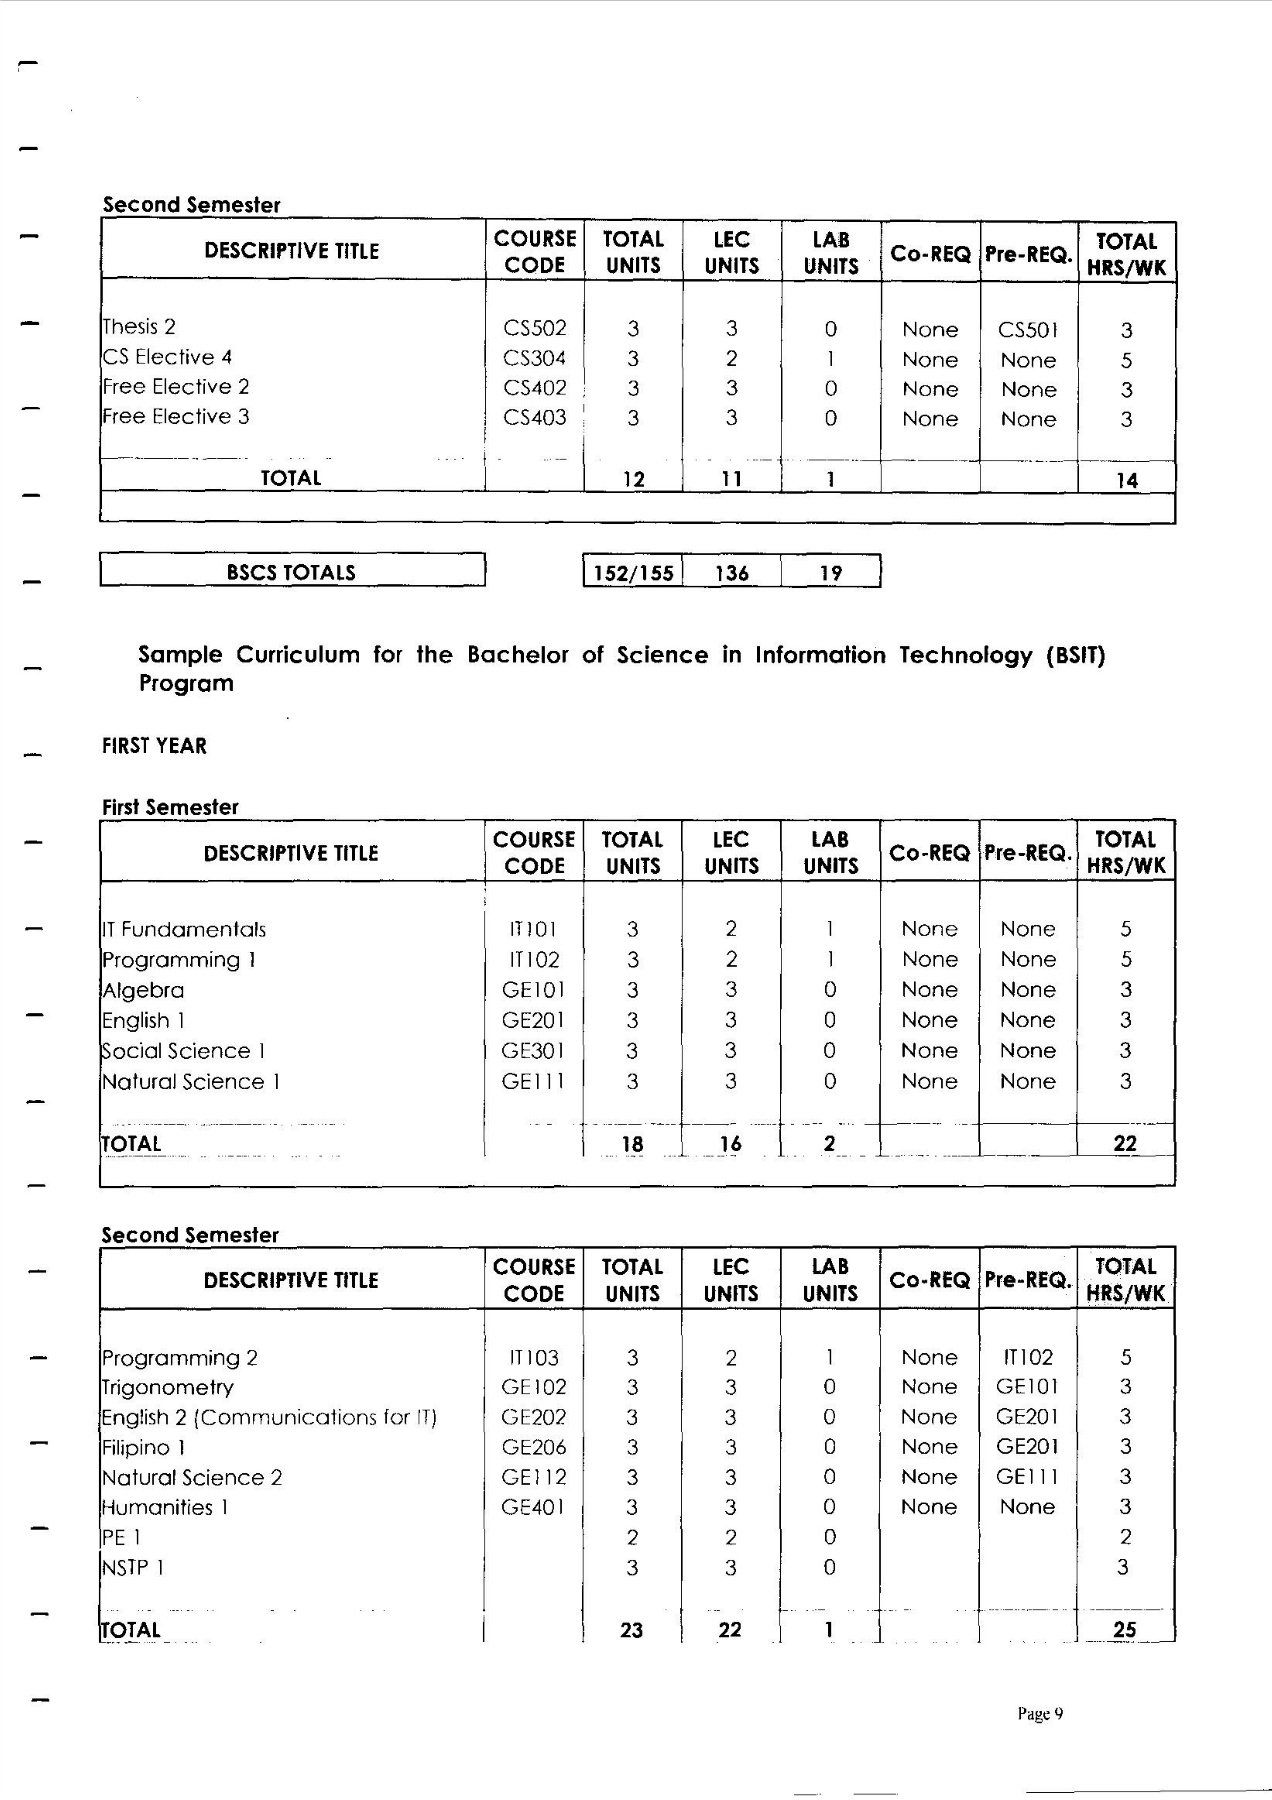 Second Semester
DESCRIPTIVE TITLE COURSE CODE TOTAL UNITS LEC UNITS LAB UNITS Co-REQ Pre-REQ. TOTAL HRS/WK
Thesis 2 CS502 3 3 0 None CS501 3
CS Elective 4 CS304 3 2 1 None None 5
Free Elective 2 CS402 3 3 0 None None 3
Free Elective 3 CS403 3 3 0 None None 3
TOTAL 12 11 1 14
BSCS TOTALS 152/155 136 19
Sample Curriculum for the Bachelor of Science in Information Technology (BSIT)
Program
FIRST YEAR
First Semester
DESCRIPTIVE TITLE COURSE CODE TOTAL UNITS LEC UNITS LAB UNITS Co-REQ Pre-REQ. TOTAL HRS/WK
IT Fundamentals IT101 3 2 1 None None 5
Programming 1 IT102 3 2 1 None None 5
Algebra GE101 3 3 0 None None 3
English 1 GE201 3 3 0 None None 3
Social Science 1 GE301 3 3 0 None None 3
Natural Science 1 GE111 3 3 0 None None 3
TOTAL 18 16 2 22
Second Semester
DESCRIPTIVE TITLE COURSE CODE TOTAL UNITS LEC UNITS LAB UNITS Co-REQ Pre-REQ. TOTAL HRS/WK
Programming 2 IT103 3 2 1 None IT102 5
Trigonometry GE102 3 3 0 None GE101 3
English 2 (Communications for IT) GE202 3 3 0 None GE201 3
Filipino 1 GE206 3 3 0 None GE201 3
Natural Science 2 GE112 3 3 0 None GE111 3
Humanities 1 GE401 3 3 0 None None 3
PE 1 2 2 0 2
NSTP 1 3 3 0 3
TOTAL 23 22 1 25
Page 9